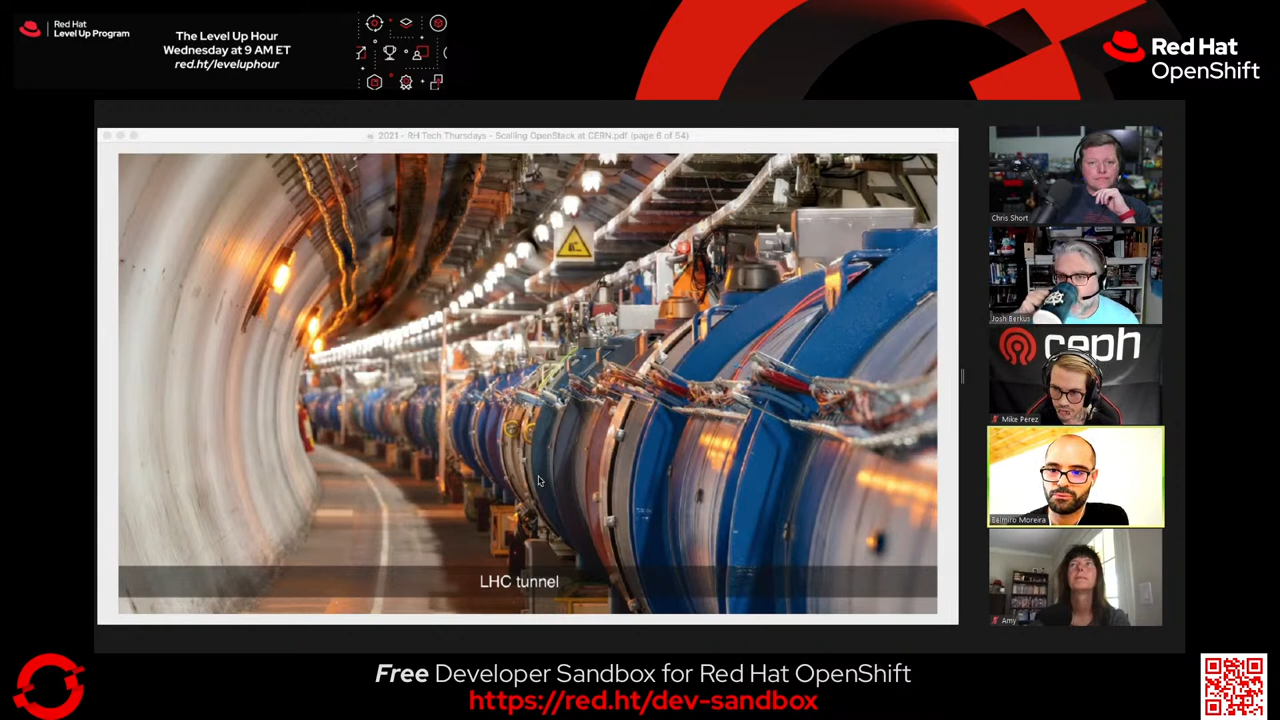 Red Hat
Level Up Program
The Level Up Hour
Wednesday at 9 AM ET
red.ht/leveluphour
Red Hat
OpenShift
2021 - RH Tech Thursdays - Scalling OpenStack at CERN.pdf (page 6 of 54)
LHC tunnel
Chris Short
Josh Berkus
ceph
Mike Perez
Belmiro Moreira
Amy
Free Developer Sandbox for Red Hat OpenShift
https://red.ht/dev-sandbox